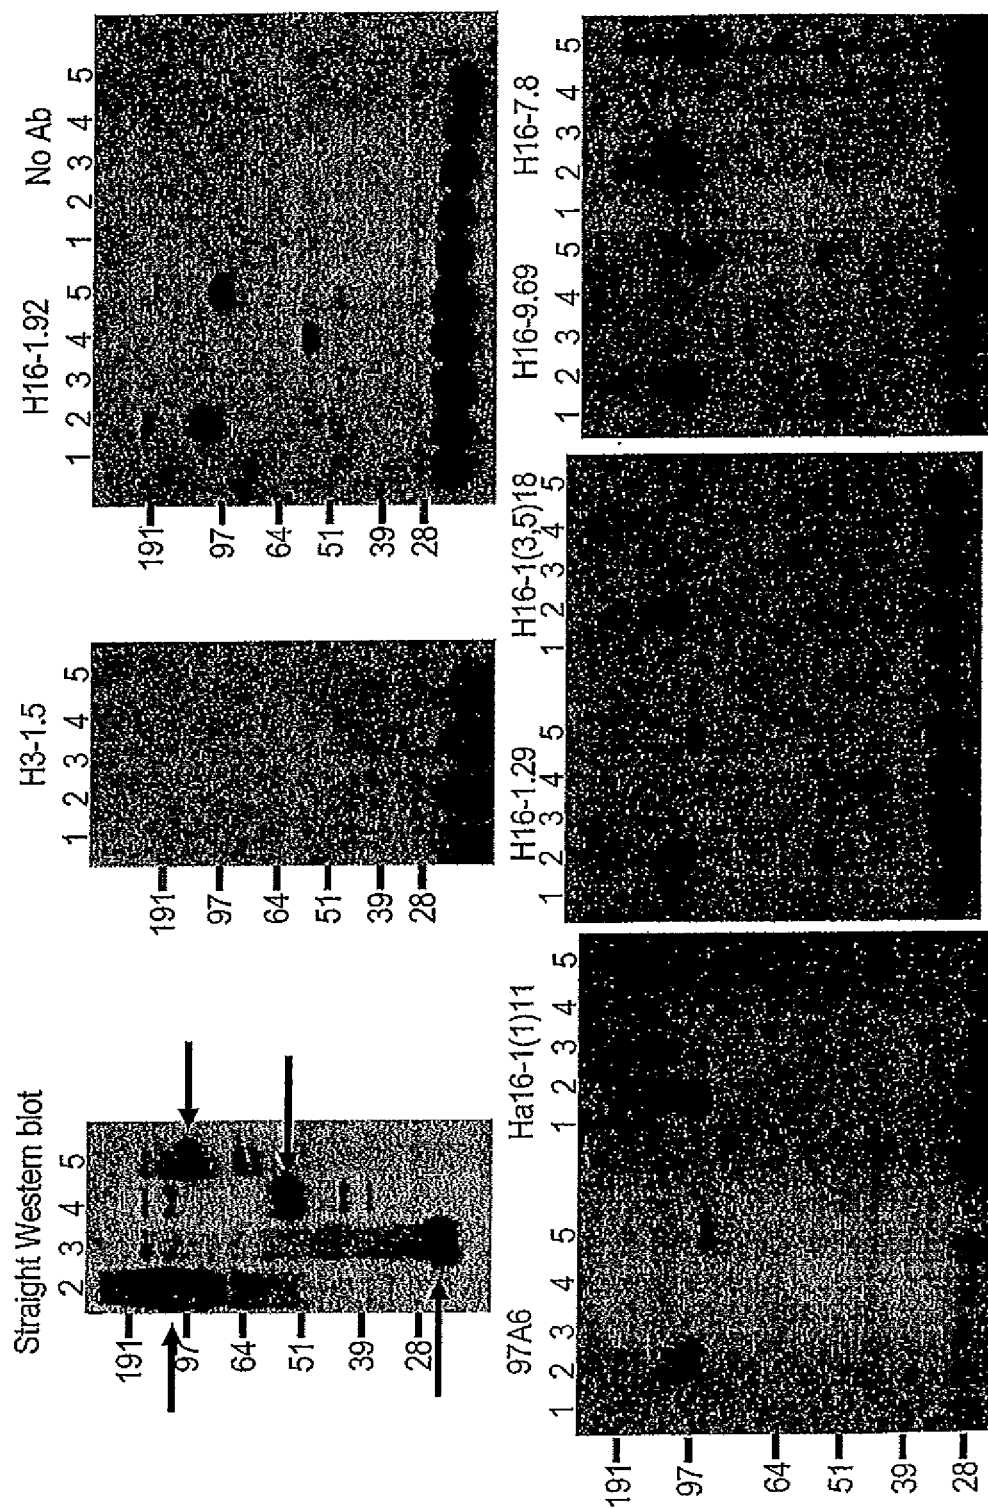 Straight Western blot
2 3 4 5
191
97
64
51
39
28
H3-1.5
1 2 3 4 5
191
97
64
51
39
28
H16-1.92 No Ab
1 2 3 4 5 1 2 3 4 5
191
97
64
51
39
28
97A6 Ha16-1(1)11
1 2 3 4 5 1 2 3 4 5
191
97
64
51
39
28
H16-1.29 H16-1(3,5)18
1 2 3 4 5 1 2 3 4 5
H16-9.69 H16-7.8
1 2 3 4 5 1 2 3 4 5